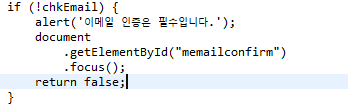 if (!chkEmail) {
    alert('이메일 인증은 필수입니다.');
    document
        .getElementById("memailconfirm")
        .focus();
    return false;
}